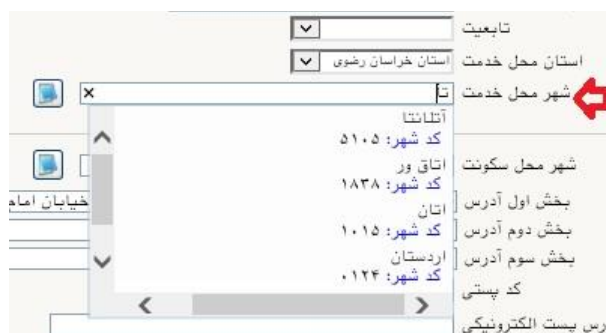 تابعیت
استان محل خدمت استان خراسان رضوی
شهر محل خدمت تا
آتلانتا
کد شهر: ۵۱۰۵
اتاق ور
کد شهر: ۱۸۳۸
اتان
کد شهر: ۱۰۱۵
اردستان
کد شهر: ۰۱۲۴
شهر محل سکونت
بخش اول آدرس خیابان امام
بخش دوم آدرس
بخش سوم آدرس
کد پستی
رس پست الکترونیکی